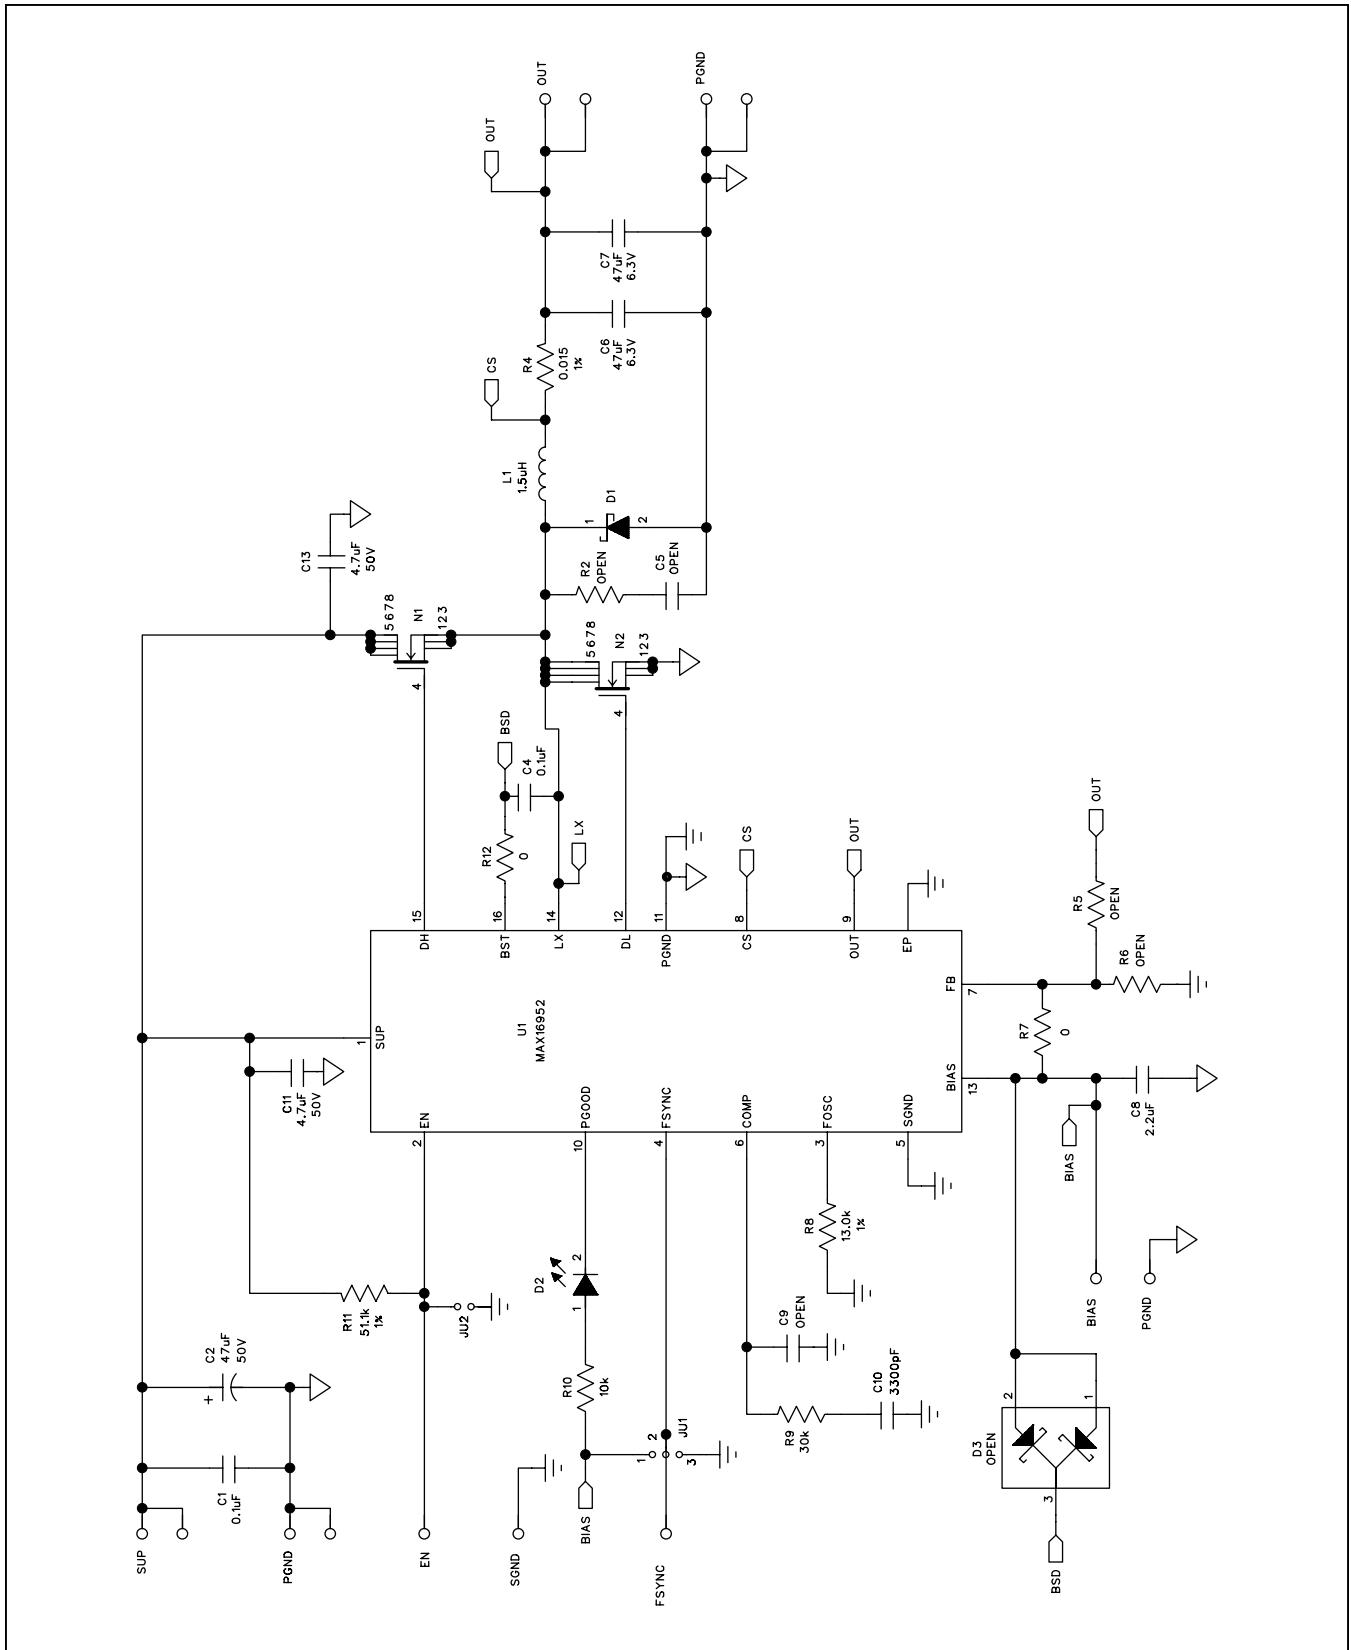 SUP
PGND
C1
0.1uF
+
C2
47uF
50V
R11
51.1k
1%
JU2
EN
SGND
BIAS
R10
10k
1
2
D2
JU1
1
2
3
FSYNC
R9
30k
C10
3300pF
C9
OPEN
R8
13.0k
1%
C11
4.7uF
50V
U1
MAX16952
1
SUP
EN
2
PGOOD
10
FSYNC
4
COMP
6
FOSC
3
SGND
5
BIAS
13
FB
7
DH
15
BST
16
LX
14
DL
12
PGND
11
CS
8
OUT
9
EP
R12
0
BSD
C4
0.1uF
LX
CS
OUT
C13
4.7uF
50V
4
5678
N1
123
4
5678
N2
123
R2
OPEN
C5
OPEN
1
D1
2
L1
1.5uH
CS
R4
0.015
1%
C6
47uF
6.3V
C7
47uF
6.3V
OUT
OUT
PGND
R5
OPEN
OUT
R6
OPEN
R7
0
C8
2.2uF
BIAS
BIAS
PGND
D3
OPEN
2
1
3
BSD